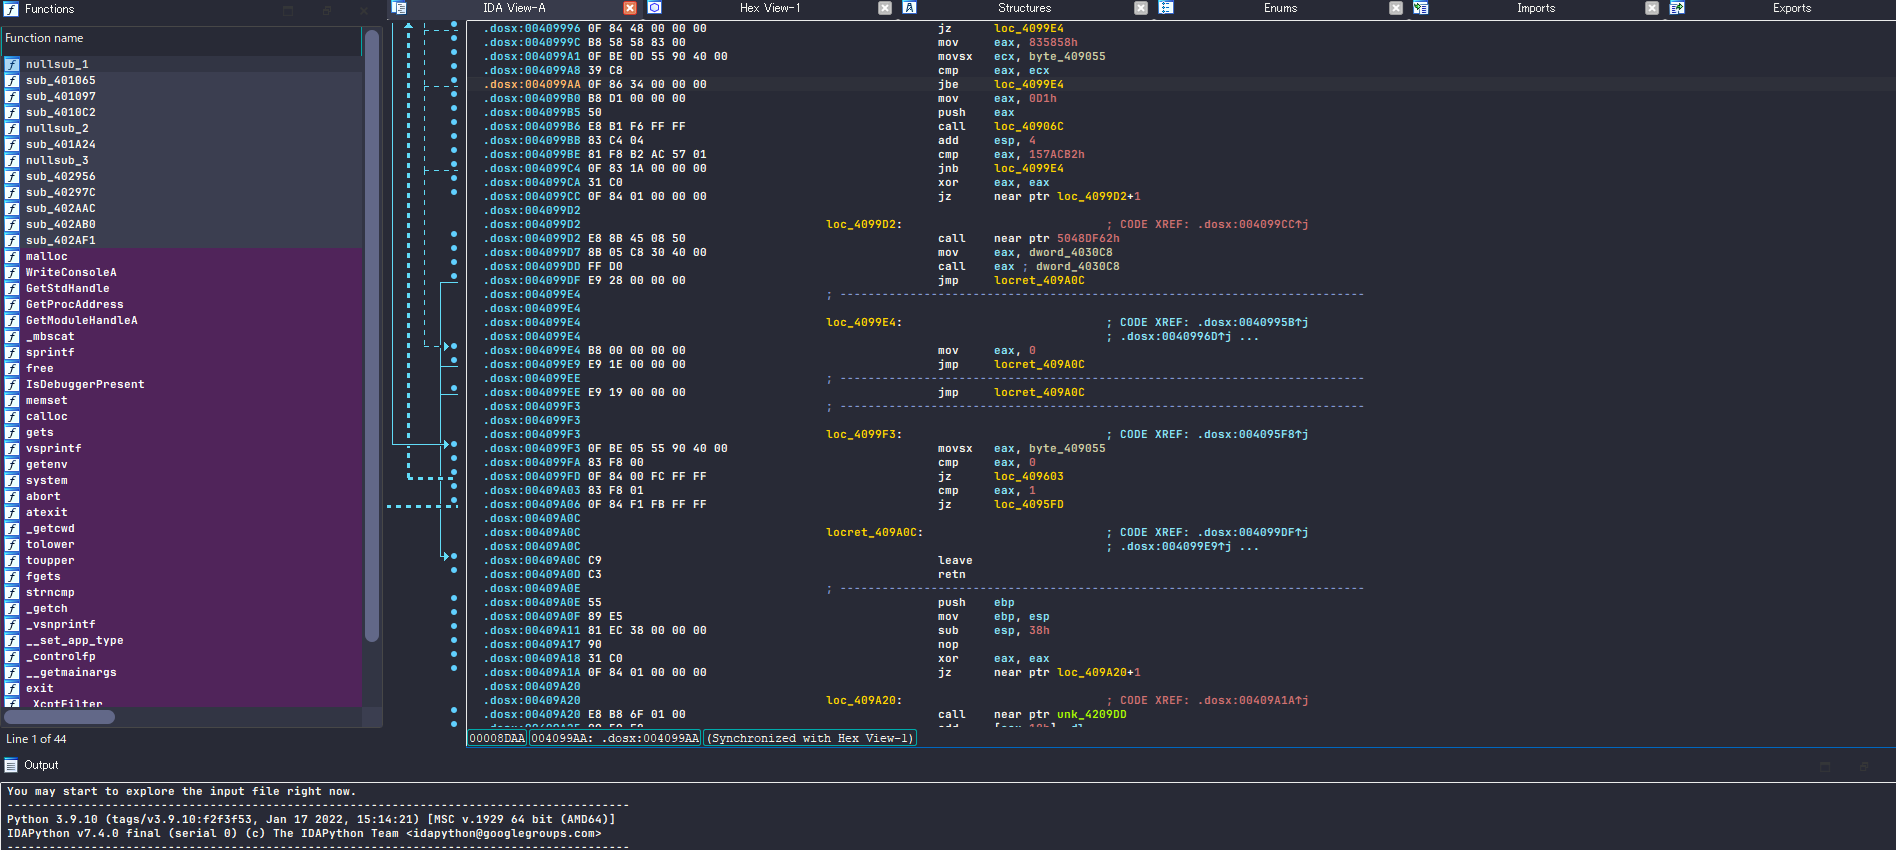 Functions
Function name
nullsub_1
sub_401065
sub_401097
sub_4010C2
nullsub_2
sub_401A24
nullsub_3
sub_402956
sub_40297C
sub_402AAC
sub_402AB0
sub_402AF1
malloc
WriteConsoleA
GetStdHandle
GetProcAddress
GetModuleHandleA
_mbscat
sprintf
free
IsDebuggerPresent
memset
calloc
gets
vsprintf
getenv
system
abort
atexit
_getcwd
tolower
toupper
fgets
strncmp
_getch
_vsnprintf
__set_app_type
_controlfp
__getmainargs
exit
_XcptFilter
Line 1 of 44
IDA View-A Hex View-1 Structures Enums Imports Exports
.dosx:00409996 0F 84 48 00 00 00 jz loc_4099E4
.dosx:0040999C B8 58 58 83 00 mov eax, 835858h
.dosx:004099A1 0F BE 0D 55 90 40 00 movsx ecx, byte_409055
.dosx:004099A8 39 C8 cmp eax, ecx
.dosx:004099AA 0F 86 34 00 00 00 jbe loc_4099E4
.dosx:004099B0 B8 D1 00 00 00 mov eax, 0D1h
.dosx:004099B5 50 push eax
.dosx:004099B6 E8 B1 F6 FF FF call loc_40906C
.dosx:004099BB 83 C4 04 add esp, 4
.dosx:004099BE 81 F8 B2 AC 57 01 cmp eax, 157ACB2h
.dosx:004099C4 0F 83 1A 00 00 00 jnb loc_4099E4
.dosx:004099CA 31 C0 xor eax, eax
.dosx:004099CC 0F 84 01 00 00 00 jz near ptr loc_4099D2+1
.dosx:004099D2
.dosx:004099D2 loc_4099D2: ; CODE XREF: .dosx:004099CC↑j
.dosx:004099D2 E8 8B 45 08 50 call near ptr 5048DF62h
.dosx:004099D7 8B 05 C8 30 40 00 mov eax, dword_4030C8
.dosx:004099DD FF D0 call eax ; dword_4030C8
.dosx:004099DF E9 28 00 00 00 jmp locret_409A0C
.dosx:004099E4 ; ---------------------------------------------------------------------------
.dosx:004099E4
.dosx:004099E4 loc_4099E4: ; CODE XREF: .dosx:0040995B↑j
.dosx:004099E4 ; .dosx:0040996D↑j ...
.dosx:004099E4 B8 00 00 00 00 mov eax, 0
.dosx:004099E9 E9 1E 00 00 00 jmp locret_409A0C
.dosx:004099EE ; ---------------------------------------------------------------------------
.dosx:004099EE E9 19 00 00 00 jmp locret_409A0C
.dosx:004099F3 ; ---------------------------------------------------------------------------
.dosx:004099F3
.dosx:004099F3 loc_4099F3: ; CODE XREF: .dosx:004095F8↑j
.dosx:004099F3 0F BE 05 55 90 40 00 movsx eax, byte_409055
.dosx:004099FA 83 F8 00 cmp eax, 0
.dosx:004099FD 0F 84 00 FC FF FF jz loc_409603
.dosx:00409A03 83 F8 01 cmp eax, 1
.dosx:00409A06 0F 84 F1 FB FF FF jz loc_4095FD
.dosx:00409A0C
.dosx:00409A0C locret_409A0C: ; CODE XREF: .dosx:004099DF↑j
.dosx:00409A0C ; .dosx:004099E9↑j ...
.dosx:00409A0C C9 leave
.dosx:00409A0D C3 retn
.dosx:00409A0E ; ---------------------------------------------------------------------------
.dosx:00409A0E 55 push ebp
.dosx:00409A0F 89 E5 mov ebp, esp
.dosx:00409A11 81 EC 38 00 00 00 sub esp, 38h
.dosx:00409A17 90 nop
.dosx:00409A18 31 C0 xor eax, eax
.dosx:00409A1A 0F 84 01 00 00 00 jz near ptr loc_409A20+1
.dosx:00409A20
.dosx:00409A20 loc_409A20: ; CODE XREF: .dosx:00409A1A↑j
.dosx:00409A20 E8 B8 6F 01 00 call near ptr unk_4209DD
00008DAA 004099AA: .dosx:004099AA (Synchronized with Hex View-1)
Output
You may start to explore the input file right now.
-----------------------------------------------------------------------------------------
Python 3.9.10 (tags/v3.9.10:f2f3f53, Jan 17 2022, 15:14:21) [MSC v.1929 64 bit (AMD64)]
IDAPython v7.4.0 final (serial 0) (c) The IDAPython Team <idapython@googlegroups.com>
-----------------------------------------------------------------------------------------